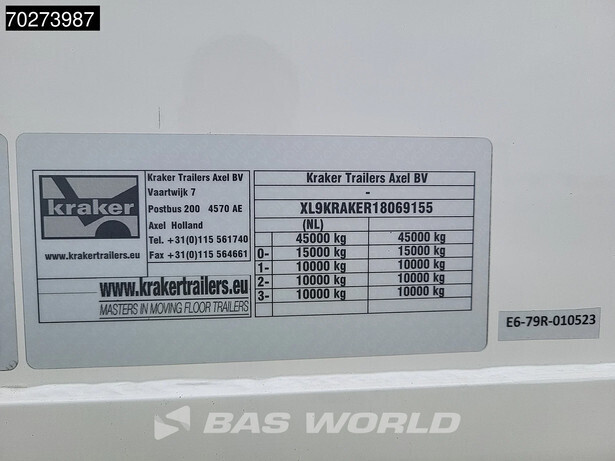 70273987
kraker
www.krakertrailers.eu
Kraker Trailers Axel BV
Vaartwijk 7
Postbus 200 4570 AE
Axel Holland
Tel. +31(0)115 561740
Fax +31(0)115 564661
www.krakertrailers.eu
MASTERS IN MOVING FLOOR TRAILERS
Kraker Trailers Axel BV
-
XL9KRAKER18069155
(NL)
45000 kg 45000 kg
0- 15000 kg 15000 kg
1- 10000 kg 10000 kg
2- 10000 kg 10000 kg
3- 10000 kg 10000 kg
E6-79R-010523
BAS WORLD